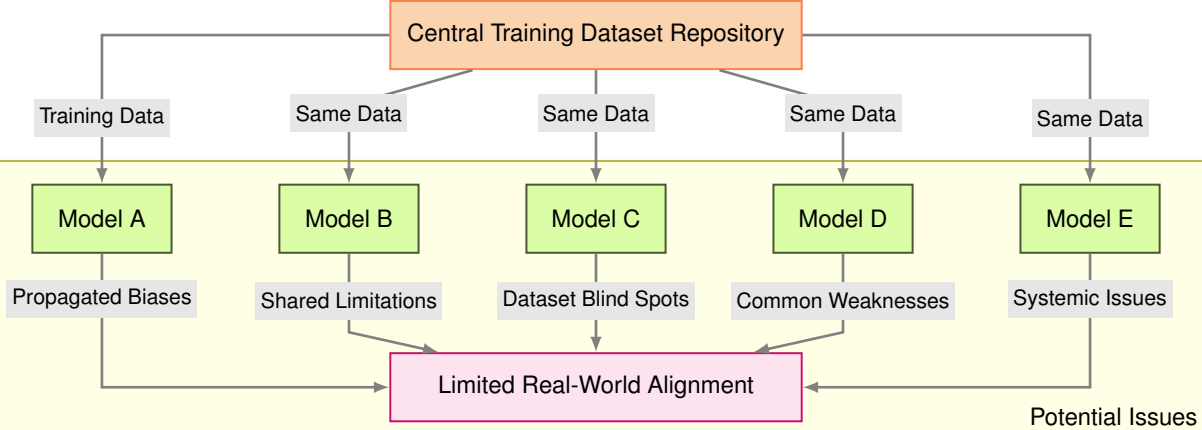 Central Training Dataset Repository
Training Data
Same Data
Same Data
Same Data
Same Data
Model A
Model B
Model C
Model D
Model E
Propagated Biases
Shared Limitations
Dataset Blind Spots
Common Weaknesses
Systemic Issues
Limited Real-World Alignment
Potential Issues